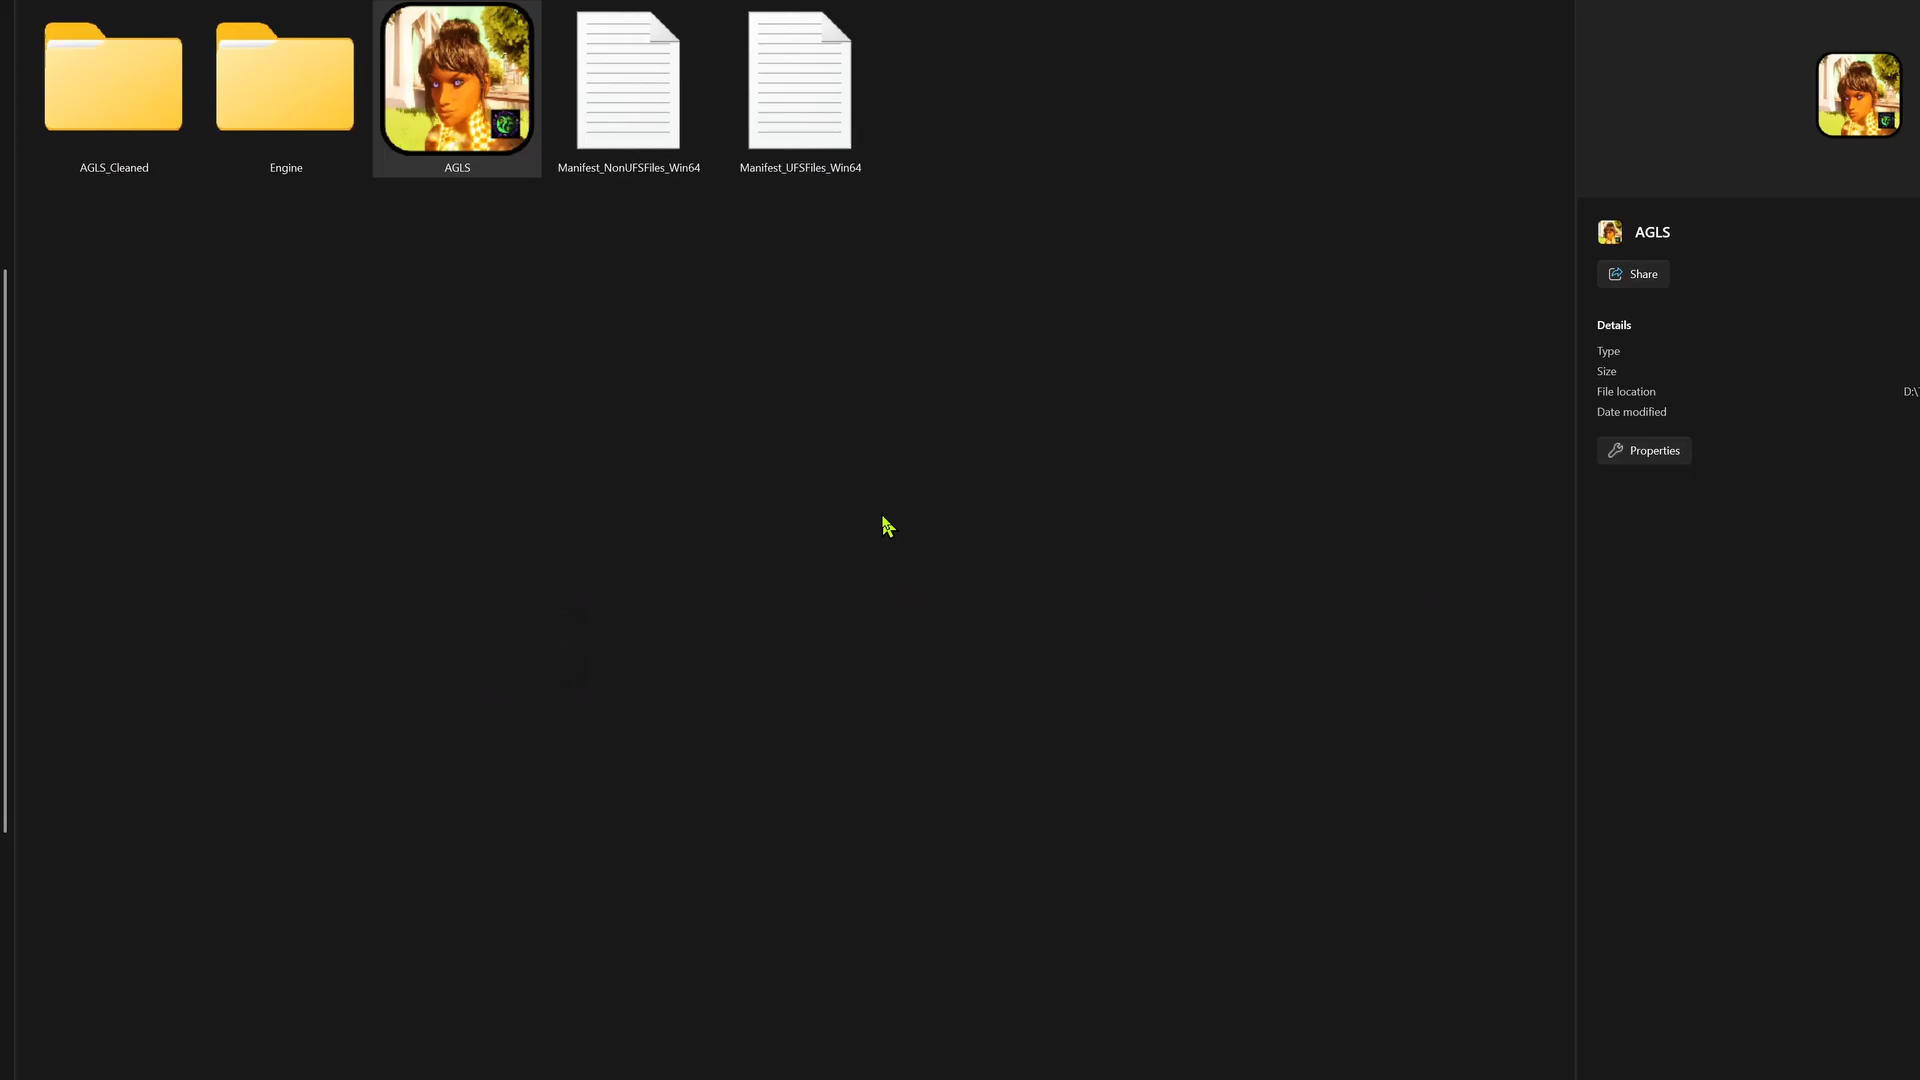 AGLS_Cleaned
Engine
AGLS
Manifest_NonUFSFiles_Win64
Manifest_UFSFiles_Win64
AGLS
Share
Details
Type
Size
File location
D:\
Date modified
Properties